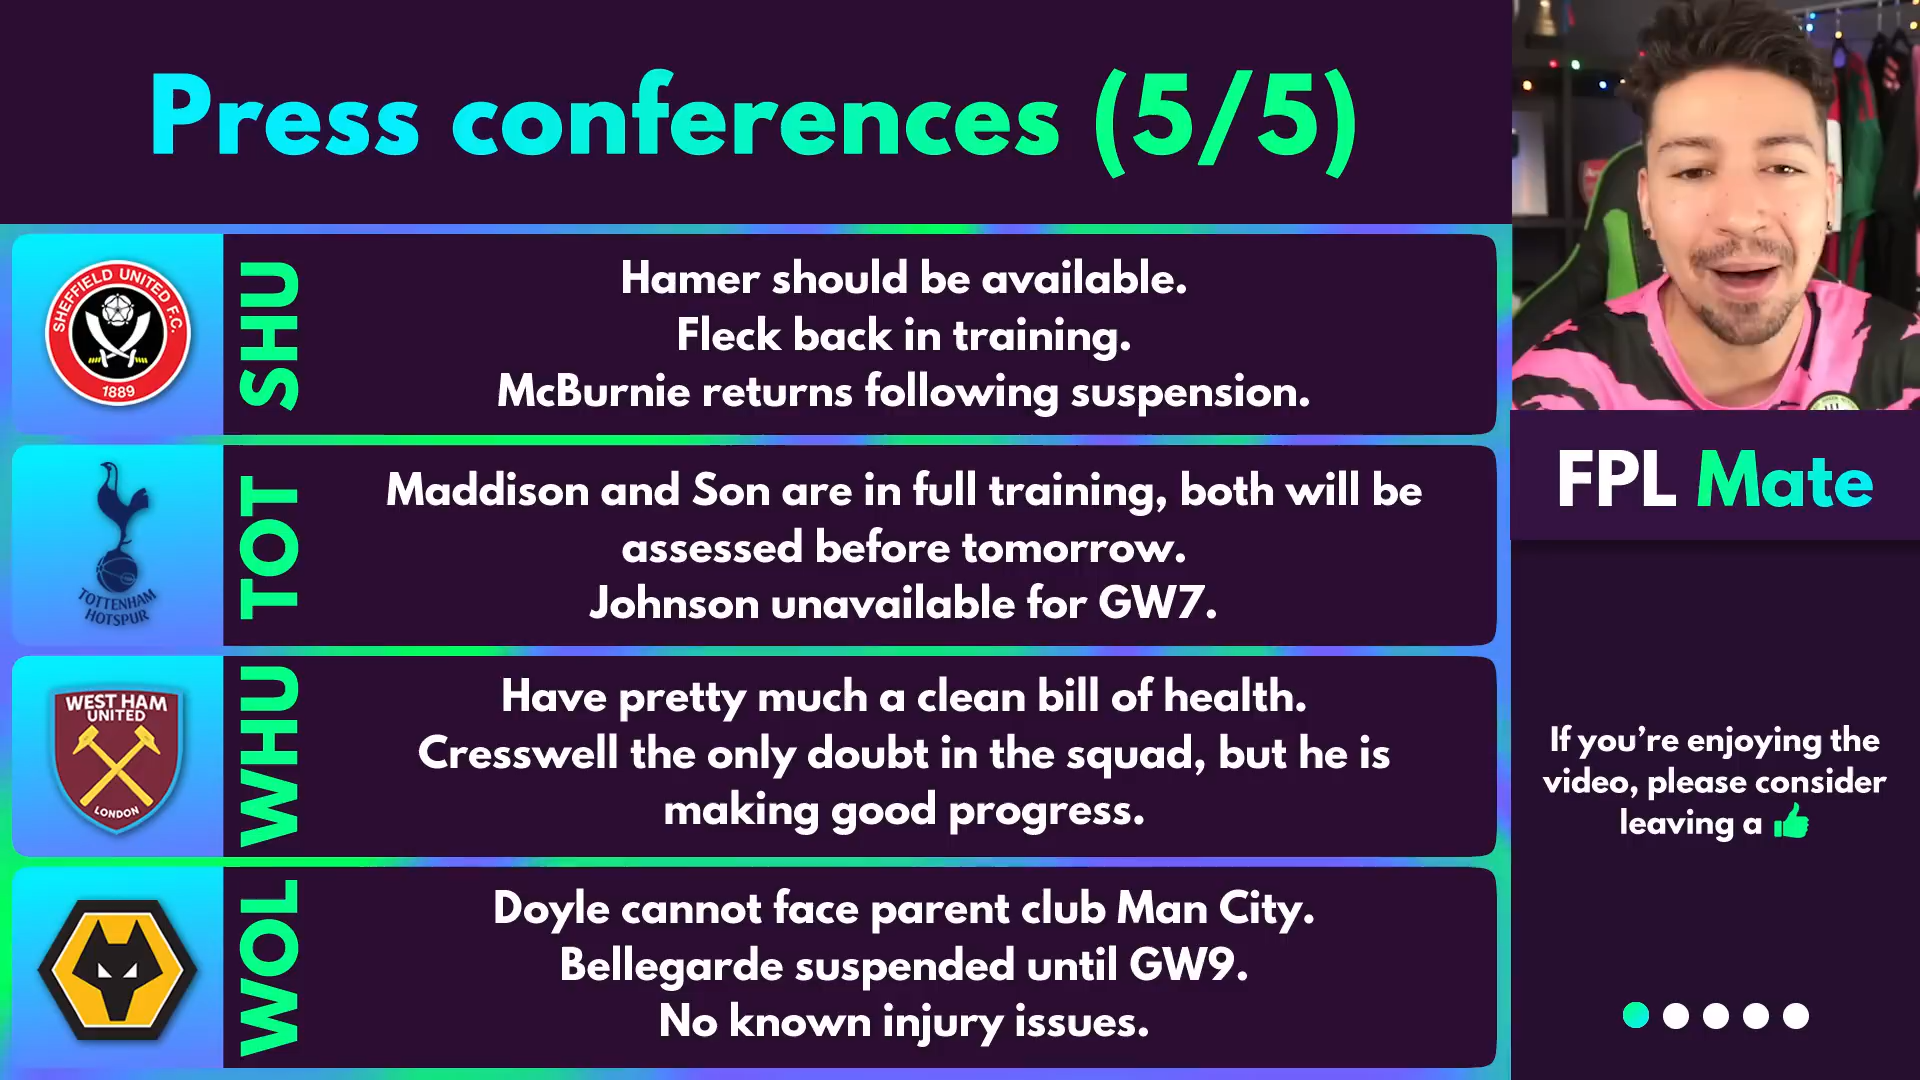 Press conferences (5/5)
SHEFFIELD UNITED F.C.
1889
SHU
Hamer should be available.
Fleck back in training.
McBurnie returns following suspension.
TOTTENHAM
HOTSPUR
TOT
Maddison and Son are in full training, both will be
assessed before tomorrow.
Johnson unavailable for GW7.
WEST HAM
UNITED
LONDON
WHU
Have pretty much a clean bill of health.
Cresswell the only doubt in the squad, but he is
making good progress.
WOL
Doyle cannot face parent club Man City.
Bellegarde suspended until GW9.
No known injury issues.
FPL Mate
If you’re enjoying the
video, please consider
leaving a